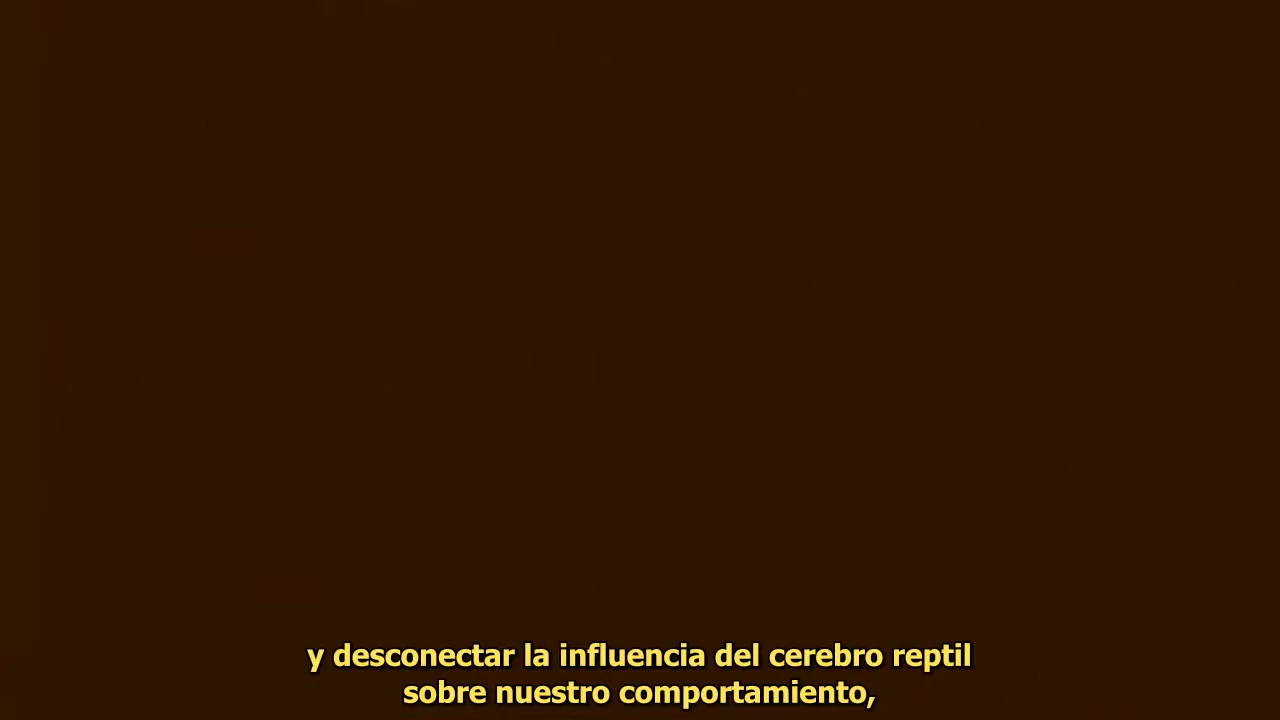 y desconectar la influencia del cerebro reptil
sobre nuestro comportamiento,